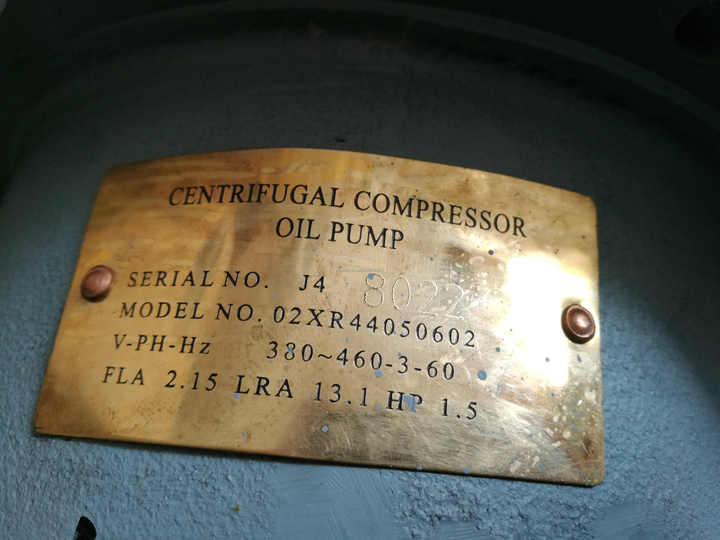 CENTRIFUGAL COMPRESSOR
OIL PUMP
SERIAL NO. J4 8022
MODEL NO. 02XR44050602
V-PH-Hz 380~460-3-60
FLA 2.15 LRA 13.1 HP 1.5